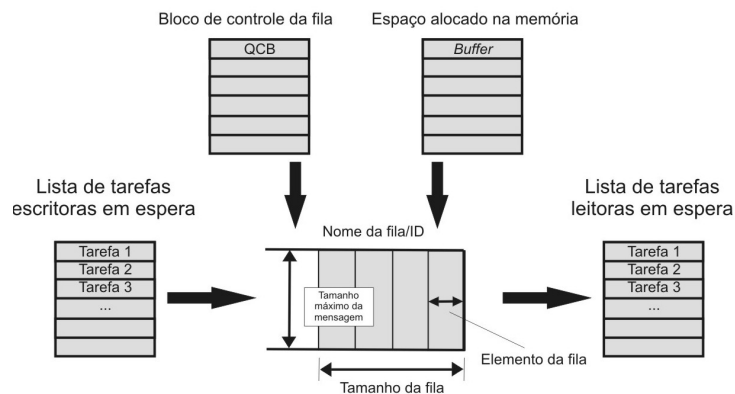 Bloco de controle da fila
Espaço alocado na memória
QCB
Buffer
Lista de tarefas
escritoras em espera
Lista de tarefas
leitoras em espera
Nome da fila/ID
Tarefa 1
Tarefa 2
Tarefa 3
...
Tamanho
máximo da
mensagem
Tarefa 1
Tarefa 2
Tarefa 3
...
Elemento da fila
Tamanho da fila